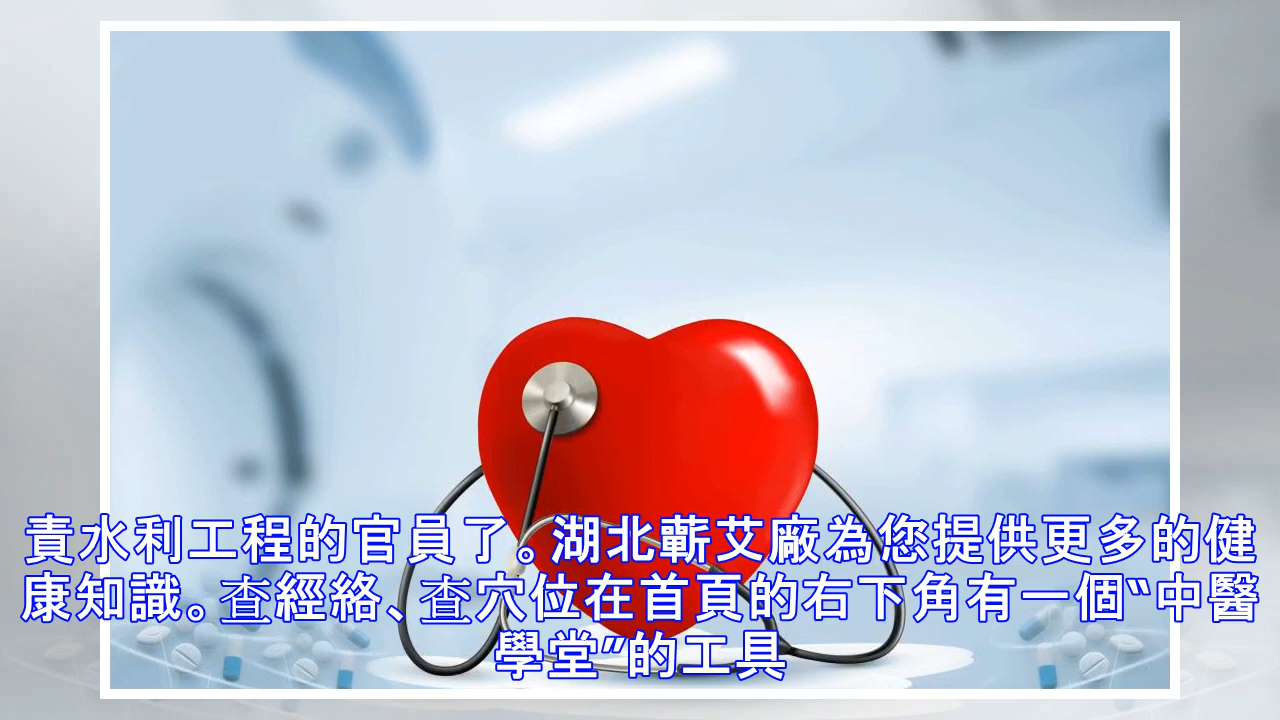 責水利工程的官員了。湖北蘄艾廠為您提供更多的健
康知識。查經絡、查穴位在首頁的右下角有一個“中醫
學堂”的工具